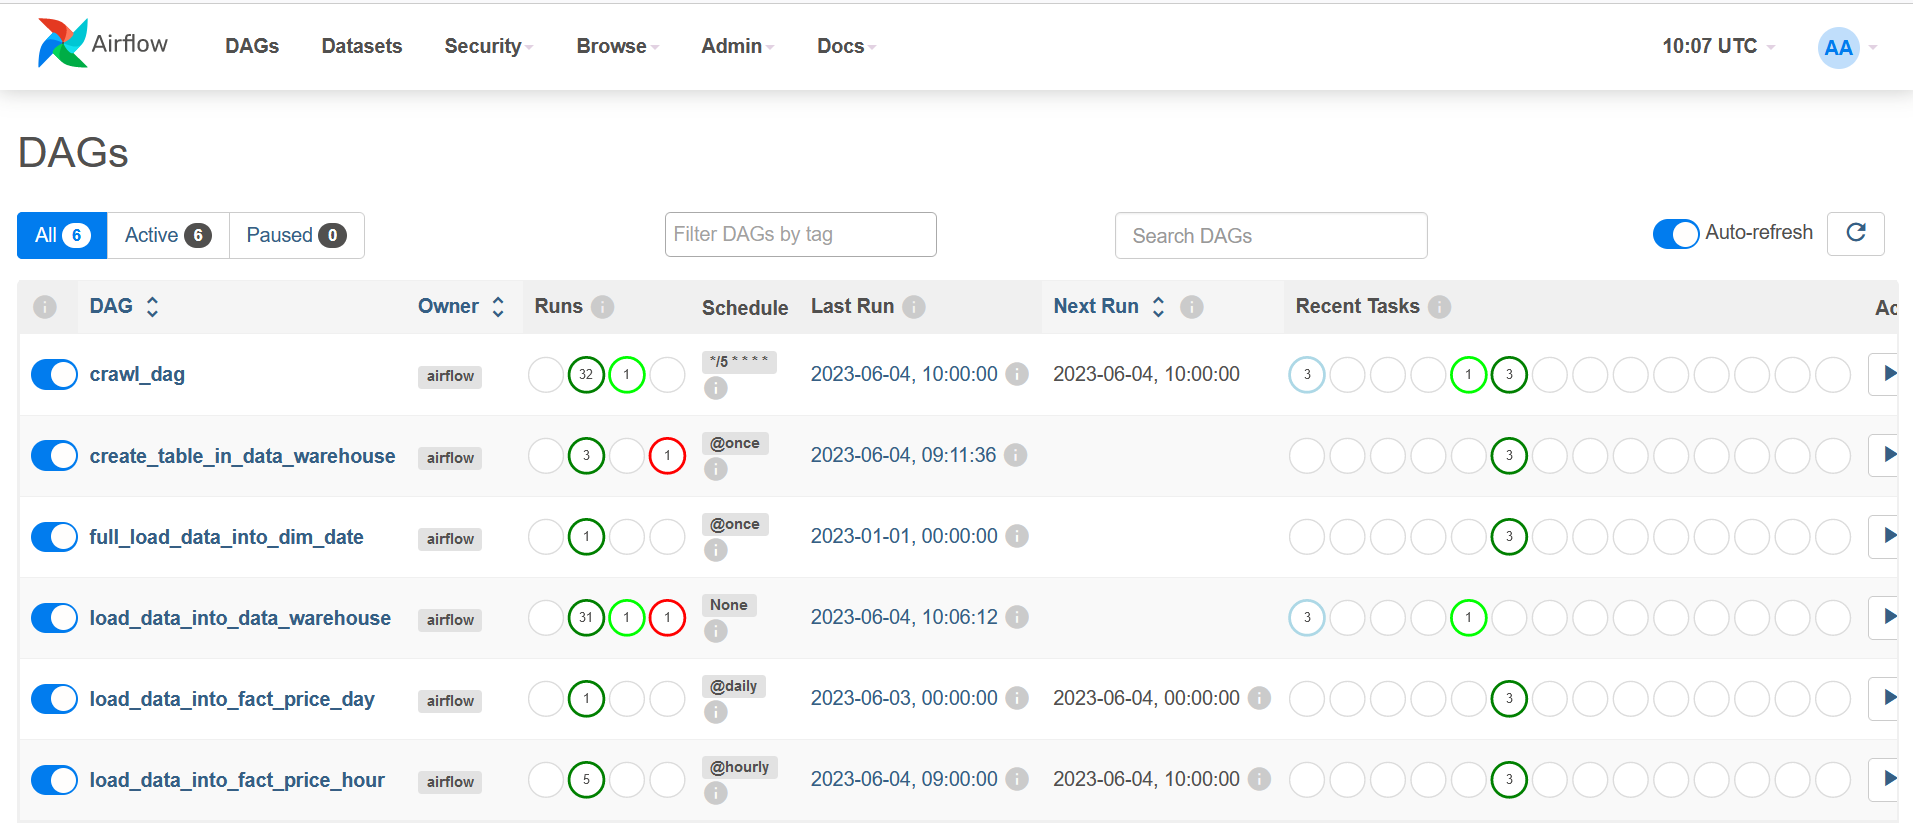 Airflow DAGs Datasets Security Browse Admin Docs 10:07 UTC AA
DAGs
All 6 Active 6 Paused 0 Filter DAGs by tag Search DAGs Auto-refresh
i DAG Owner Runs i Schedule Last Run i Next Run i Recent Tasks i Ac
crawl_dag airflow 32 1 */5 * * * * i 2023-06-04, 10:00:00 i 2023-06-04, 10:00:00 3 1 3
create_table_in_data_warehouse airflow 3 1 @once i 2023-06-04, 09:11:36 i 3
full_load_data_into_dim_date airflow 1 @once i 2023-01-01, 00:00:00 i 3
load_data_into_data_warehouse airflow 31 1 1 None i 2023-06-04, 10:06:12 i 3 1
load_data_into_fact_price_day airflow 1 @daily i 2023-06-03, 00:00:00 i 2023-06-04, 00:00:00 i 3
load_data_into_fact_price_hour airflow 5 @hourly i 2023-06-04, 09:00:00 i 2023-06-04, 10:00:00 i 3